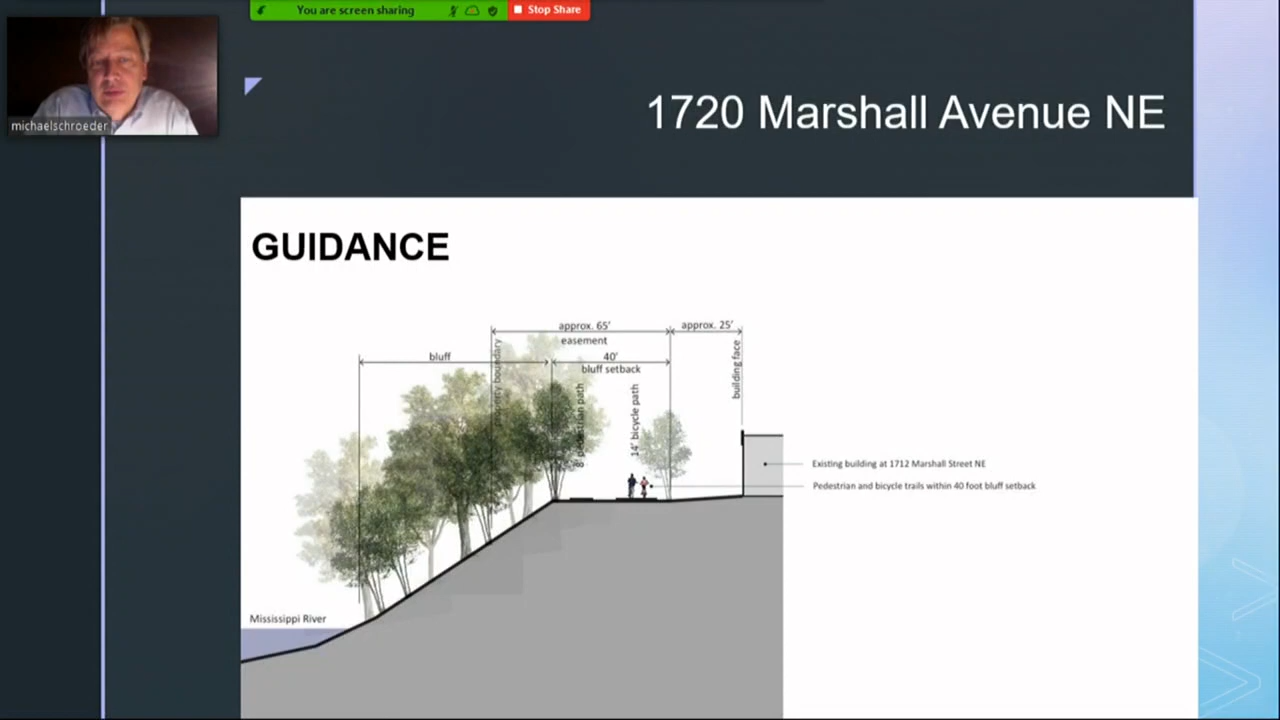 You are screen sharing
Stop Share
michaelschroeder
1720 Marshall Avenue NE
GUIDANCE
approx. 65'
approx. 25'
easement
bluff
40'
bluff setback
property boundary
8' pedestrian path
14' bicycle path
building face
Existing building at 1712 Marshall Street NE
Pedestrian and bicycle trails within 40 foot bluff setback
Mississippi River